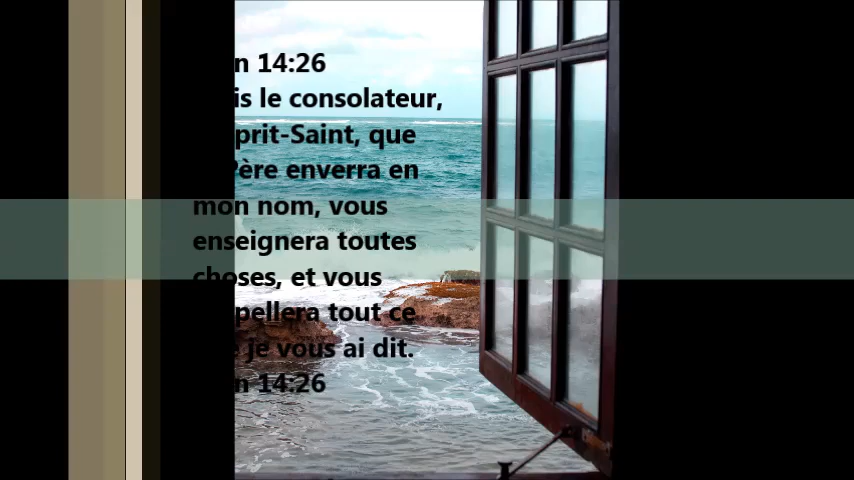 n 14:26
is le consolateur,
prit-Saint, que
Père enverra en
mon nom, vous
enseignera toutes
choses, et vous
pellera tout ce
je vous ai dit.
n 14:26